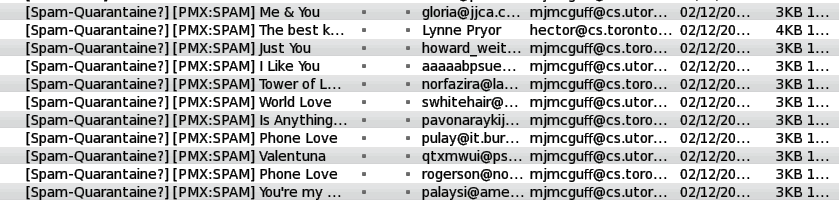 [Spam-Quarantaine?] [PMX:SPAM] Me & You gloria@jjca.c... mjmcguff@cs.utor... 02/12/20... 3KB 1...
[Spam-Quarantaine?] [PMX:SPAM] The best k... Lynne Pryor hector@cs.toronto... 02/12/20... 4KB 1...
[Spam-Quarantaine?] [PMX:SPAM] Just You howard_weit... mjmcguff@cs.toro... 02/12/20... 3KB 1...
[Spam-Quarantaine?] [PMX:SPAM] I Like You aaaaabpsue... mjmcguff@cs.utor... 02/12/20... 3KB 1...
[Spam-Quarantaine?] [PMX:SPAM] Tower of L... norfazira@la... mjmcguff@cs.toro... 02/12/20... 3KB 1...
[Spam-Quarantaine?] [PMX:SPAM] World Love swhitehair@... mjmcguff@cs.utor... 02/12/20... 3KB 1...
[Spam-Quarantaine?] [PMX:SPAM] Is Anything... pavonaraykij... mjmcguff@cs.toro... 02/12/20... 3KB 1...
[Spam-Quarantaine?] [PMX:SPAM] Phone Love pulay@it.bur... mjmcguff@cs.utor... 02/12/20... 3KB 1...
[Spam-Quarantaine?] [PMX:SPAM] Valentuna qtxmwui@ps... mjmcguff@cs.utor... 02/12/20... 3KB 1...
[Spam-Quarantaine?] [PMX:SPAM] Phone Love rogerson@no... mjmcguff@cs.toro... 02/12/20... 3KB 1...
[Spam-Quarantaine?] [PMX:SPAM] You're my ... palaysi@ame... mjmcguff@cs.utor... 02/12/20... 3KB 1...